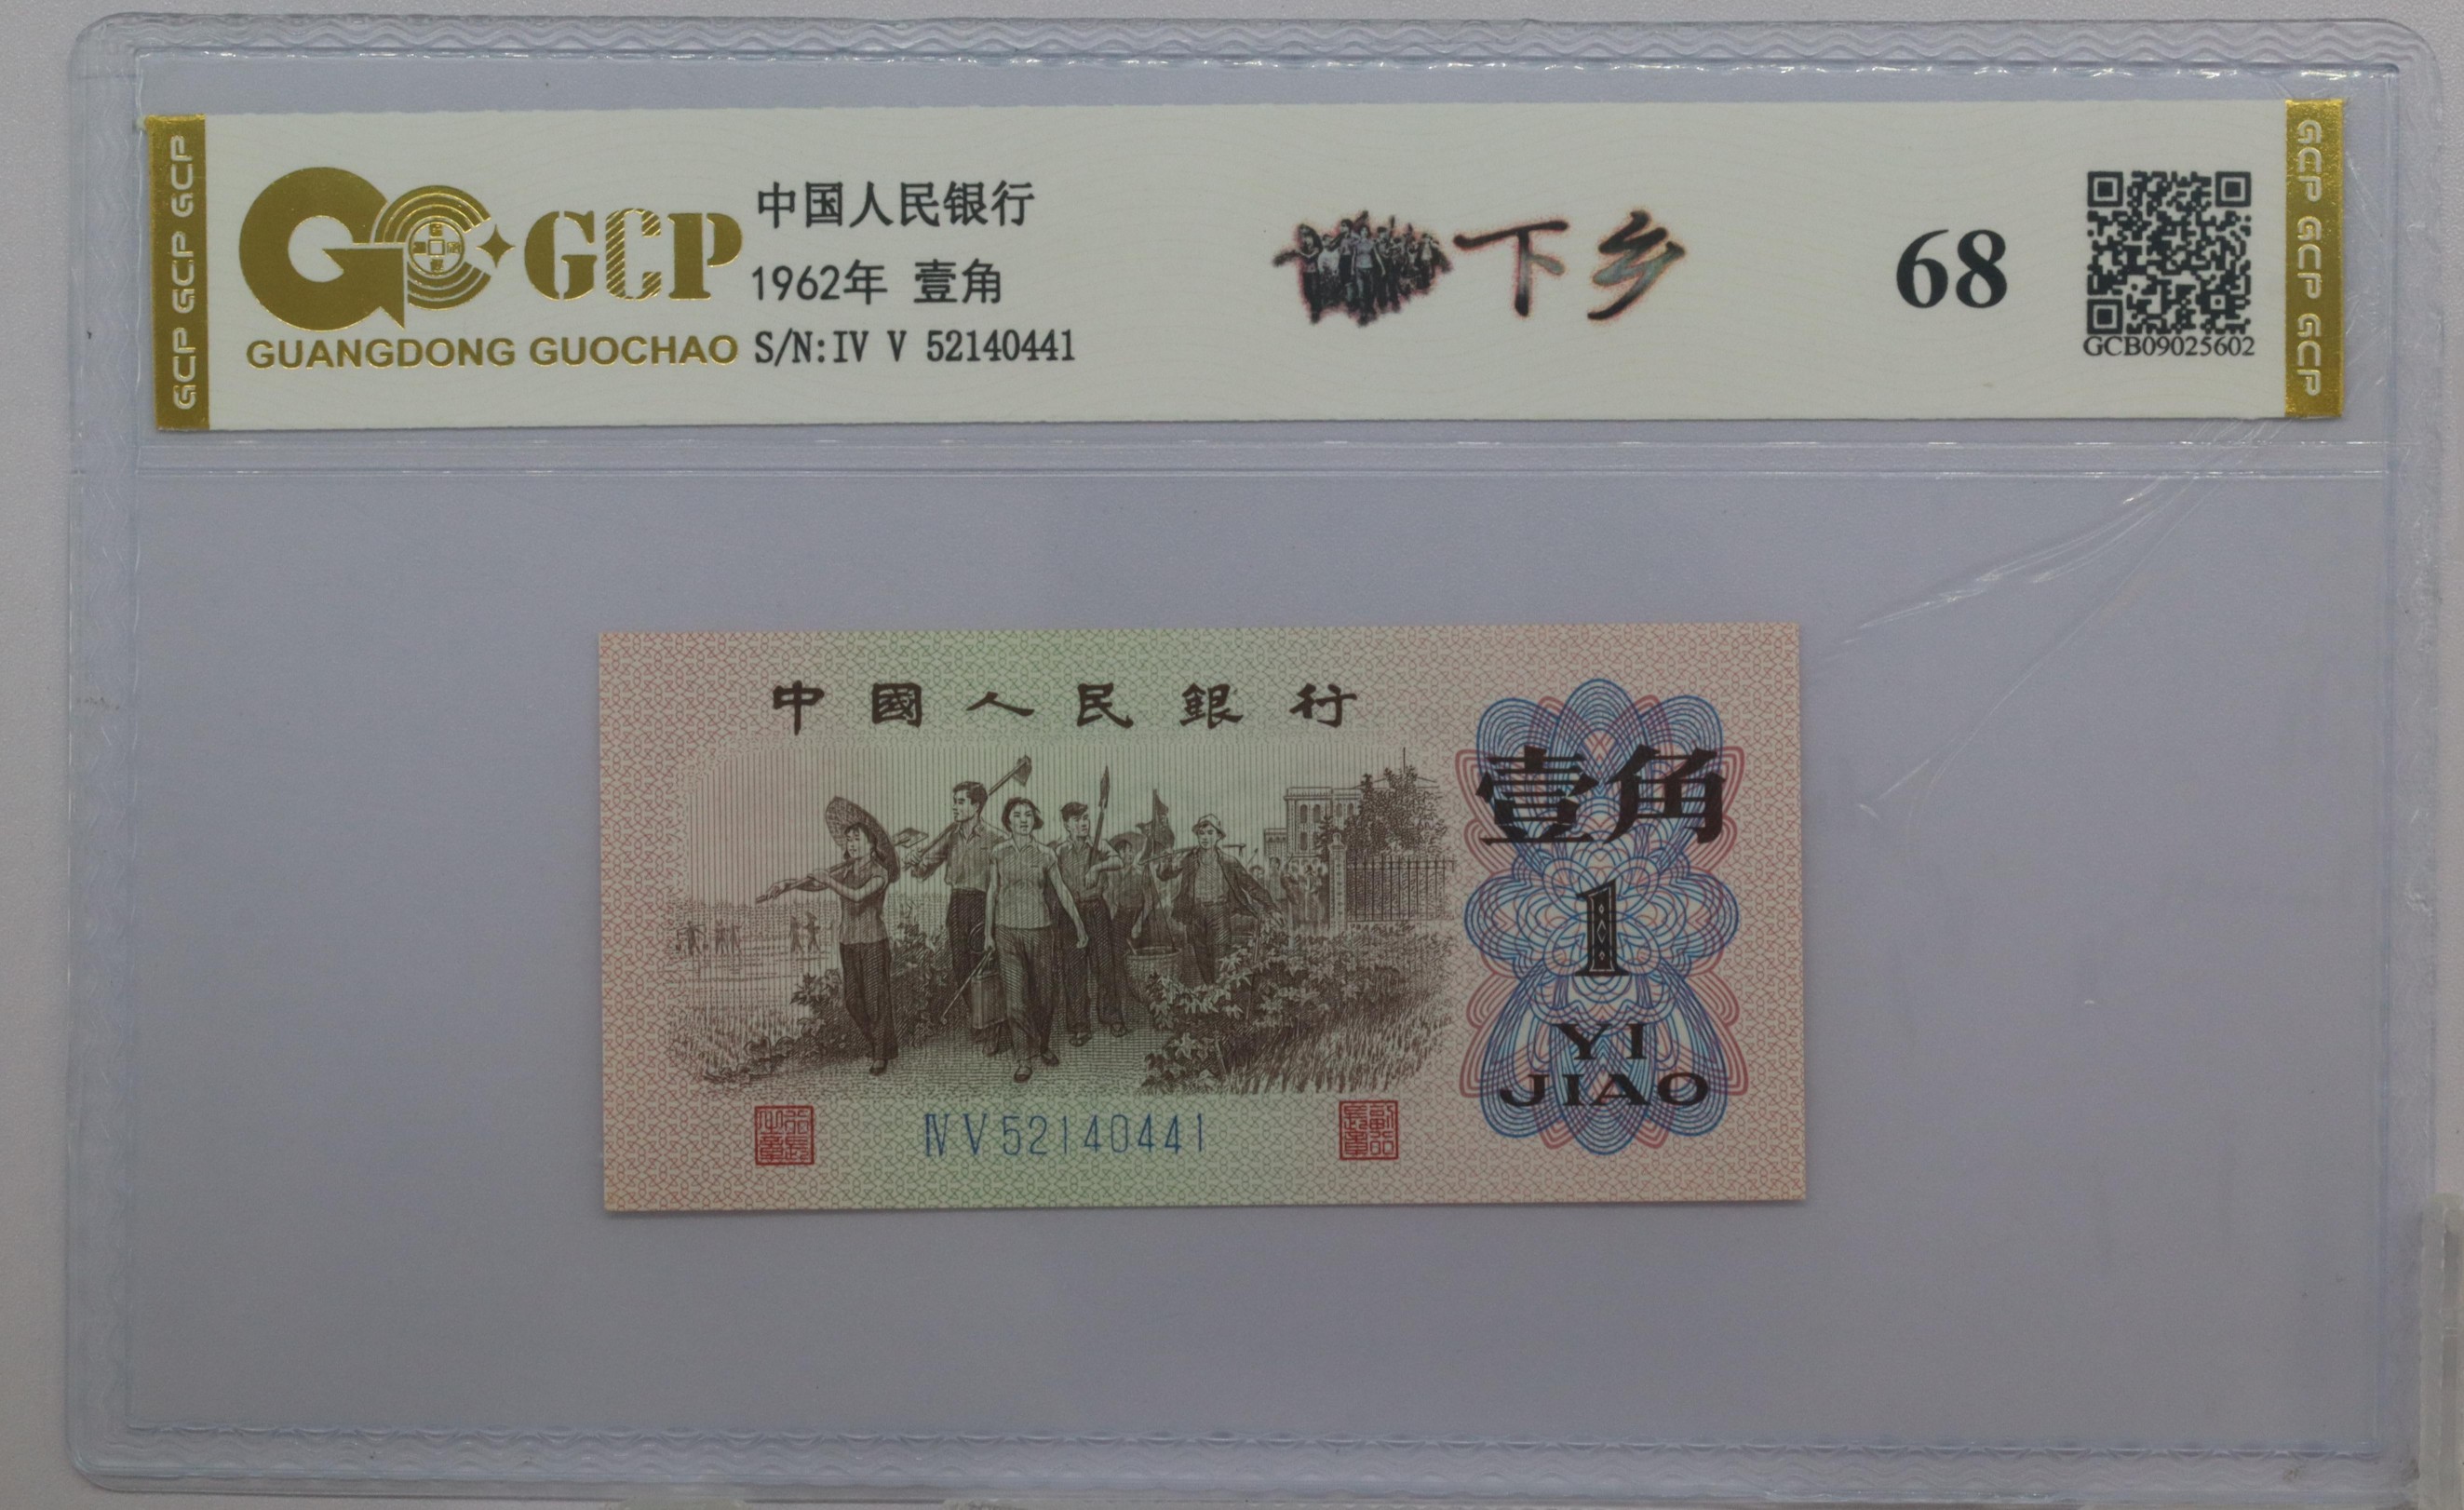 GCP GCP GCP
GCP
GUANGDONG GUOCHAO
中国人民银行
1962年 壹角
S/N:IV V 52140441
下乡
68
GCB09025602
GCP GCP GCP
中國人民銀行
壹角
1
YI
JIAO
IV V 52140441